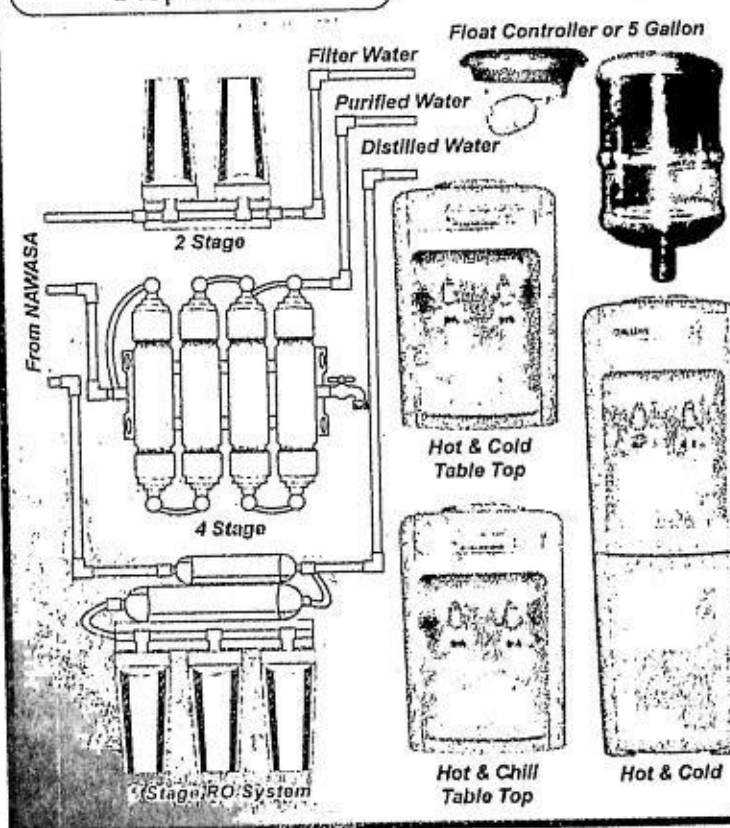 Float Controller or 5 Gallon
Filter Water
Purified Water
Distilled Water
2 Stage
From NAWASA
Hot & Cold
Table Top
4 Stage
Stage RO System
Hot & Chill
Table Top
Hot & Cold